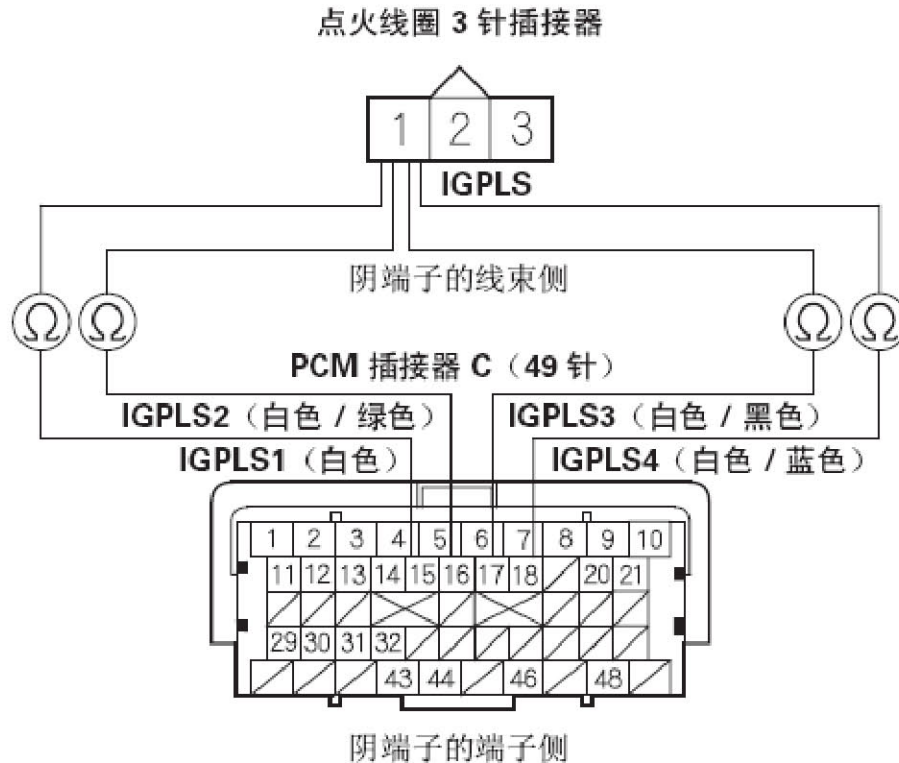 点火线圈 3 针插接器
1 2 3
IGPLS
阴端子的线束侧
Ω Ω Ω Ω
PCM 插接器 C（49 针）
IGPLS2（白色 / 绿色） IGPLS3（白色 / 黑色）
IGPLS1（白色） IGPLS4（白色 / 蓝色）
1 2 3 4 5 6 7 8 9 10
11 12 13 14 15 16 17 18 20 21
29 30 31 32
43 44 46 48
阴端子的端子侧